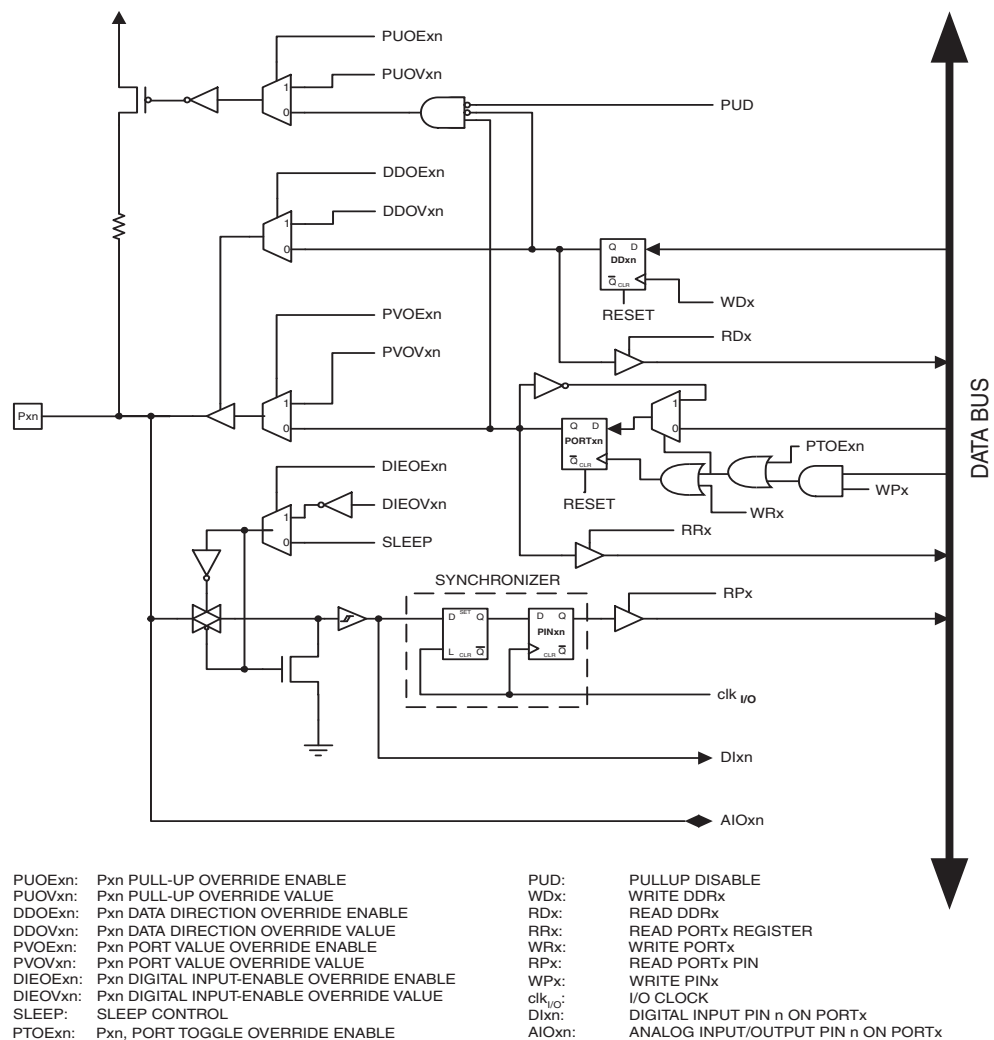 PUOExn
PUOVxn
1
0
PUD
DDOExn
DDOVxn
1
0
Q D
DDxn
Q CLR
WDx
RESET
PVOExn
RDx
PVOVxn
Pxn
1
0
Q D
PORTxn
Q CLR
1
0
PTOExn
DATA BUS
DIEOExn
WPx
RESET
WRx
DIEOVxn
1
0
SLEEP
RRx
SYNCHRONIZER
RPx
D SET Q
L CLR Q
D Q
PINxn
CLR Q
clk I/O
DIxn
AIOxn
PUOExn: Pxn PULL-UP OVERRIDE ENABLE
PUOVxn: Pxn PULL-UP OVERRIDE VALUE
DDOExn: Pxn DATA DIRECTION OVERRIDE ENABLE
DDOVxn: Pxn DATA DIRECTION OVERRIDE VALUE
PVOExn: Pxn PORT VALUE OVERRIDE ENABLE
PVOVxn: Pxn PORT VALUE OVERRIDE VALUE
DIEOExn: Pxn DIGITAL INPUT-ENABLE OVERRIDE ENABLE
DIEOVxn: Pxn DIGITAL INPUT-ENABLE OVERRIDE VALUE
SLEEP: SLEEP CONTROL
PTOExn: Pxn, PORT TOGGLE OVERRIDE ENABLE
PUD: PULLUP DISABLE
WDx: WRITE DDRx
RDx: READ DDRx
RRx: READ PORTx REGISTER
WRx: WRITE PORTx
RPx: READ PORTx PIN
WPx: WRITE PINx
clk I/O: I/O CLOCK
DIxn: DIGITAL INPUT PIN n ON PORTx
AIOxn: ANALOG INPUT/OUTPUT PIN n ON PORTx